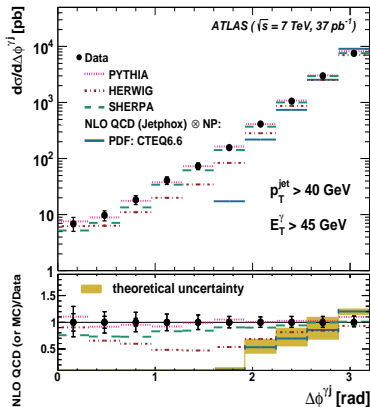 dσ/dΔφ^γj [pb]
ATLAS (√s = 7 TeV, 37 pb⁻¹)
10⁴
10³
10²
10
1
Data
PYTHIA
HERWIG
SHERPA
NLO QCD (Jetphox) ⊗ NP:
PDF: CTEQ6.6
p_T^jet > 40 GeV
E_T^γ > 45 GeV
NLO QCD (or MC)/Data
1.5
1
0.5
theoretical uncertainty
0 1 2 3
Δφ^γj [rad]